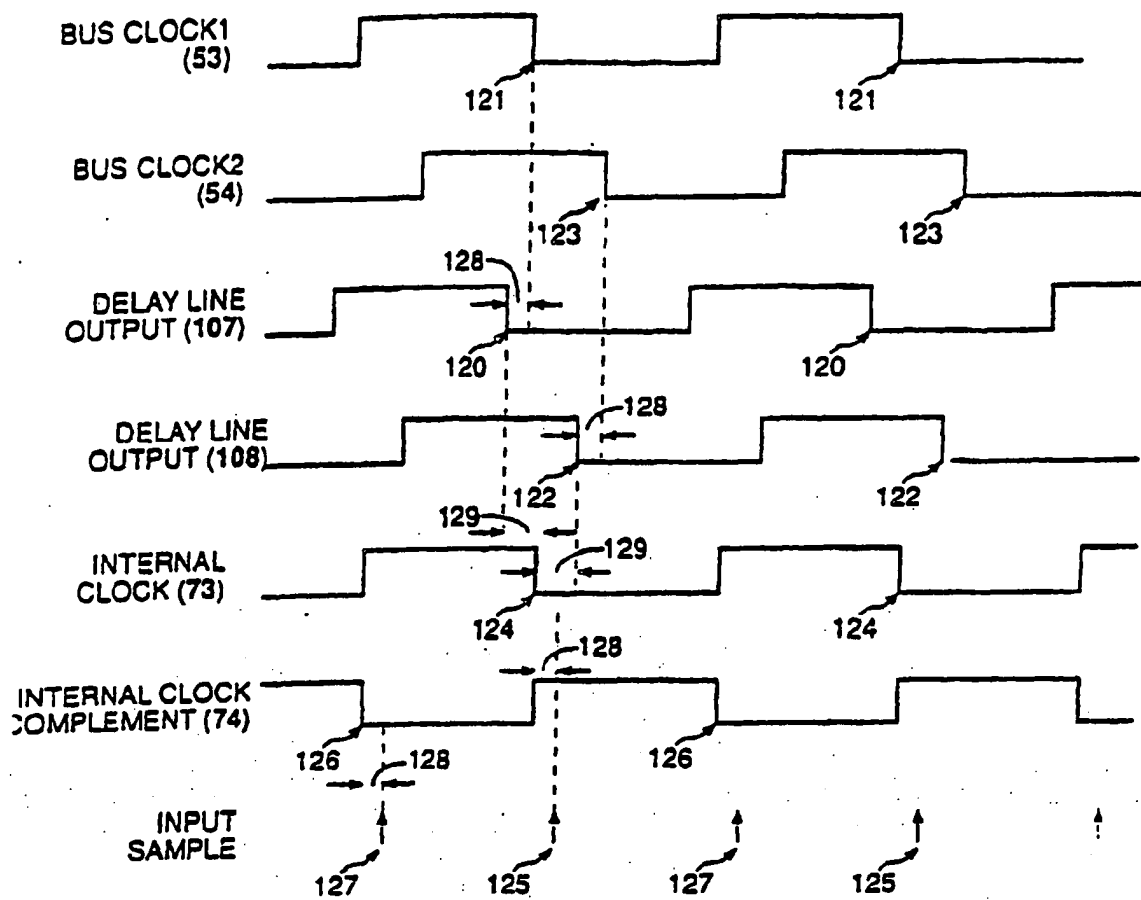 BUS CLOCK1
(53)
121
121
BUS CLOCK2
(54)
123
123
128
DELAY LINE
OUTPUT (107)
120
120
128
DELAY LINE
OUTPUT (108)
122
122
129
129
INTERNAL
CLOCK (73)
124
124
128
INTERNAL CLOCK
COMPLEMENT (74)
126
126
128
INPUT
SAMPLE
127
125
127
125